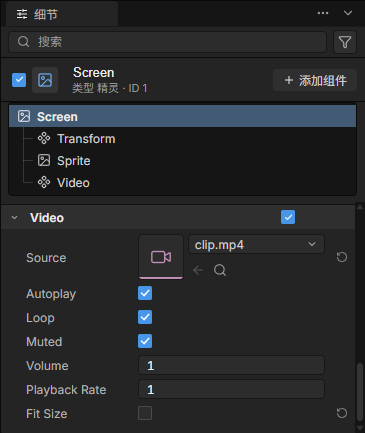 细节
搜索
Screen
类型 精灵 · ID 1
+ 添加组件
Screen
Transform
Sprite
Video
Video
Source
clip.mp4
Autoplay
Loop
Muted
Volume 1
Playback Rate 1
Fit Size